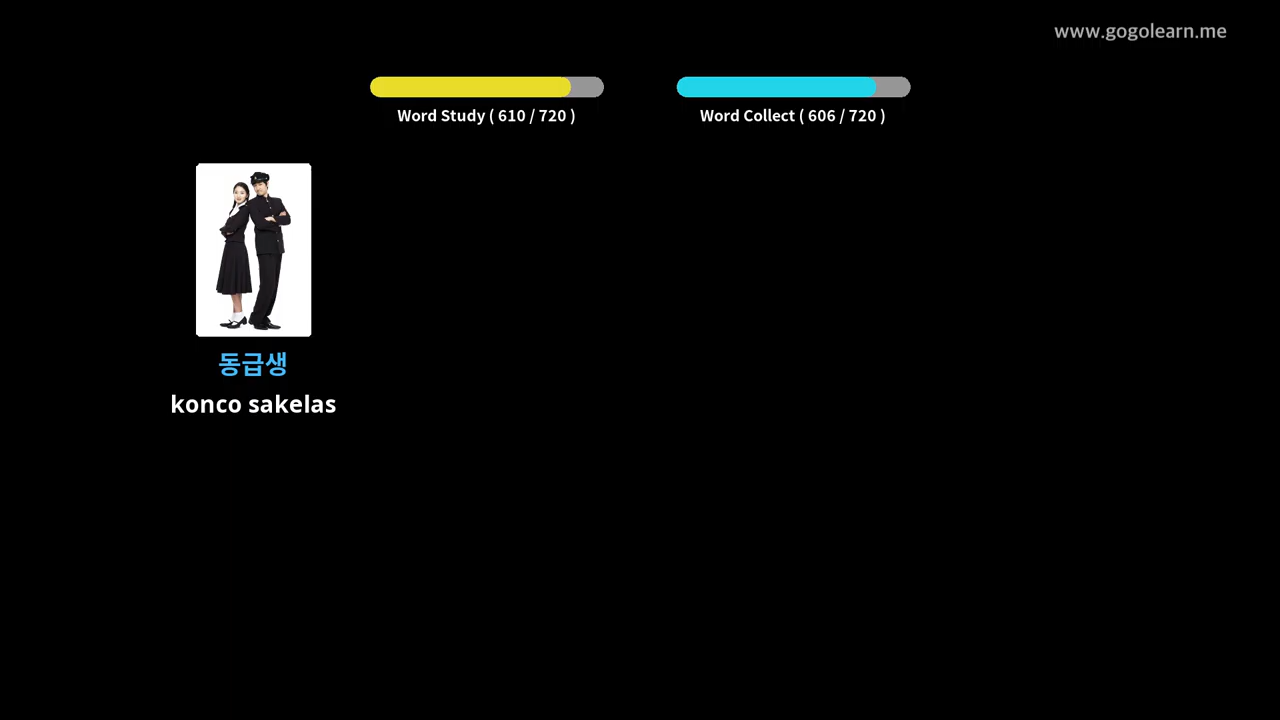 www.gogolearn.me
Word Study ( 610 / 720 )
Word Collect ( 606 / 720 )
동급생
konco sakelas